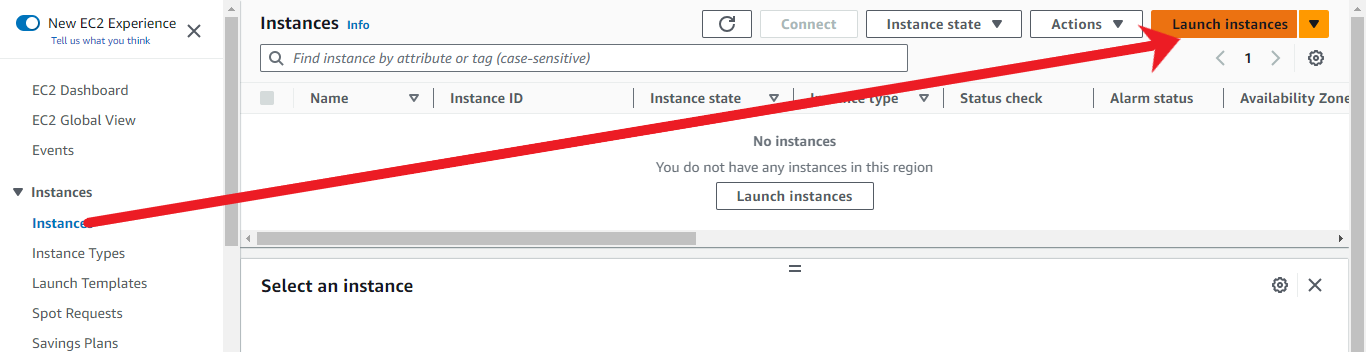 New EC2 Experience
Tell us what you think
EC2 Dashboard
EC2 Global View
Events
Instances
Instances
Instance Types
Launch Templates
Spot Requests
Savings Plans
Instances Info
Connect
Instance state
Actions
Launch instances
Find instance by attribute or tag (case-sensitive)
1
Name
Instance ID
Instance state
Instance type
Status check
Alarm status
Availability Zone
No instances
You do not have any instances in this region
Launch instances
Select an instance